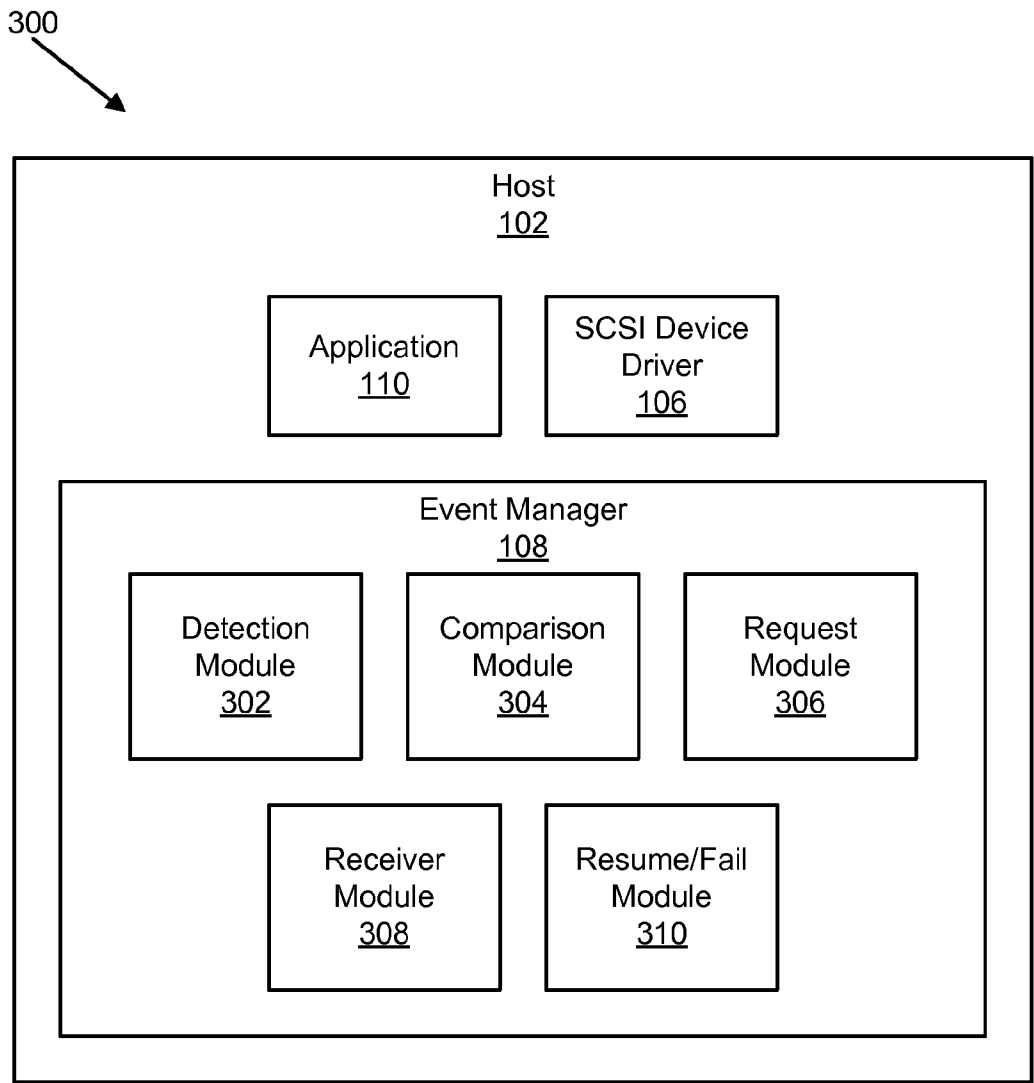 300
Host
102
Application
110
SCSI Device
Driver
106
Event Manager
108
Detection
Module
302
Comparison
Module
304
Request
Module
306
Receiver
Module
308
Resume/Fail
Module
310